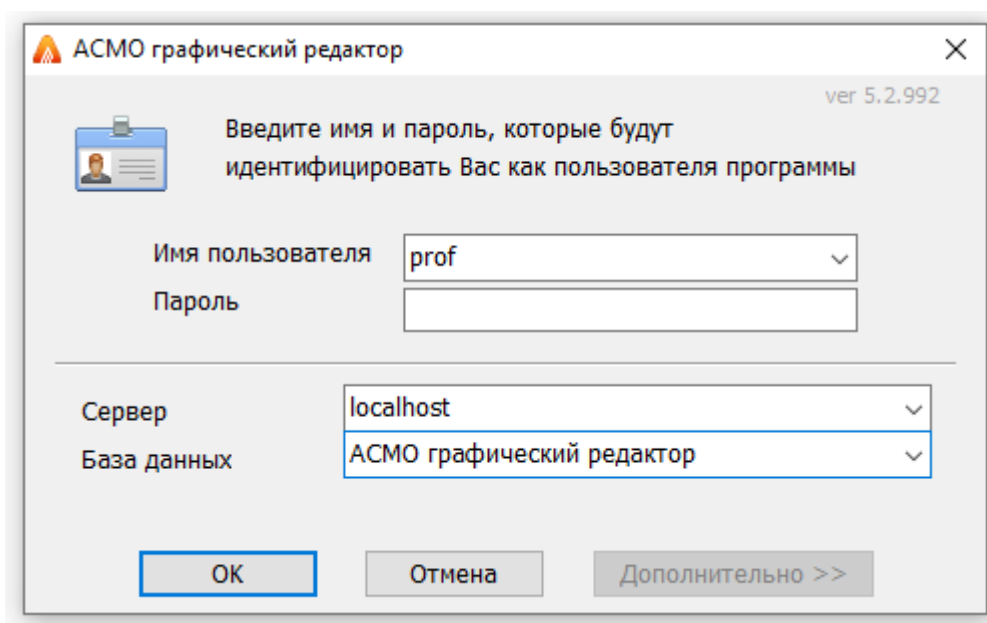 АСМО графический редактор
ver 5.2.992
Введите имя и пароль, которые будут
идентифицировать Вас как пользователя программы
Имя пользователя prof
Пароль
Сервер localhost
База данных АСМО графический редактор
OK Отмена Дополнительно >>